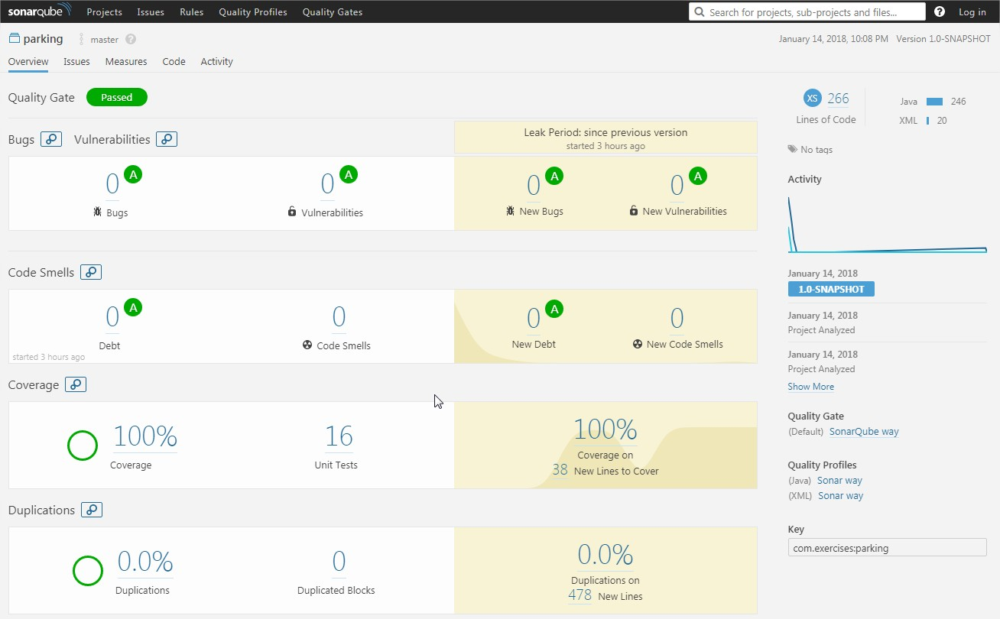 sonarqube Projects Issues Rules Quality Profiles Quality Gates Search for projects, sub-projects and files... ? Log in
parking master ? January 14, 2018, 10:08 PM Version 1.0-SNAPSHOT
Overview Issues Measures Code Activity
Quality Gate Passed
Bugs Vulnerabilities
Leak Period: since previous version
started 3 hours ago
0 A 0 A 0 A 0 A
Bugs Vulnerabilities New Bugs New Vulnerabilities
Code Smells
0 A 0 0 A 0
Debt Code Smells New Debt New Code Smells
started 3 hours ago
Coverage
100% 16 100%
Coverage Unit Tests Coverage on
38 New Lines to Cover
Duplications
0.0% 0 0.0%
Duplications Duplicated Blocks Duplications on
478 New Lines
XS 266
Lines of Code
Java 246
XML 20
No tags
Activity
January 14, 2018
1.0-SNAPSHOT
January 14, 2018
Project Analyzed
January 14, 2018
Project Analyzed
Show More
Quality Gate
(Default) SonarQube way
Quality Profiles
(Java) Sonar way
(XML) Sonar way
Key
com.exercises:parking